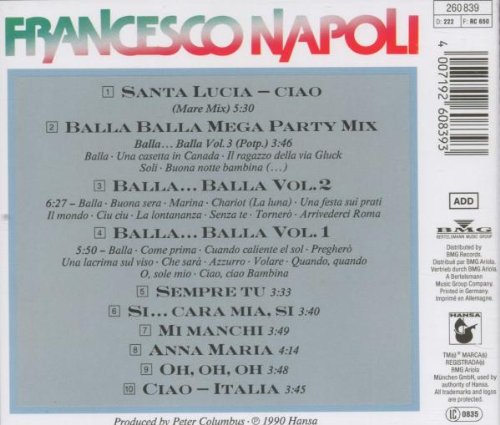 FRANCESCO NAPOLI
260 839
D: 222 F: RC 650
4 007192 608393
1 SANTA LUCIA – CIAO
(Mare Mix) 5:30
2 BALLA BALLA MEGA PARTY MIX
Balla... Balla Vol. 3 (Potp.) 3:46
Balla · Una casetta in Canada · Il ragazzo della via Gluck
Soli · Buona notte bambina (...)
3 BALLA... BALLA VOL. 2
6:27 – Balla · Buona sera · Marina · Chariot (La luna) · Una festa sui prati
Il mondo · Ciu ciu · La lontananza · Senza te · Tornerò · Arrivederci Roma
4 BALLA... BALLA VOL. 1
5:50 – Balla · Come prima · Cuando caliente el sol · Pregherò
Una lacrima sul viso · Che sarà · Azzurro · Volare · Quando, quando
O, sole mio · Ciao, ciao Bambina
5 SEMPRE TU 3:33
6 SI... CARA MIA, SI 3:40
7 MI MANCHI 3:49
8 ANNA MARIA 4:14
9 OH, OH, OH 3:48
10 CIAO – ITALIA 3:45
Produced by Peter Columbus · ℗ 1990 Hansa
ADD
BMG
BERTELSMANN MUSIC GROUP
Distributed by
BMG Records.
Distribué par BMG Ariola.
Vertrieb durch BMG Ariola.
A Bertelsmann
Music Group Company.
Printed in Germany.
Imprimé en Allemagne.
HANSA
TM(s)® MARCA(S)
REGISTRADA(S)
BMG Ariola
München GmbH, used
by authority of Hansa.
All trademarks and logos
are protected.
LC 0835